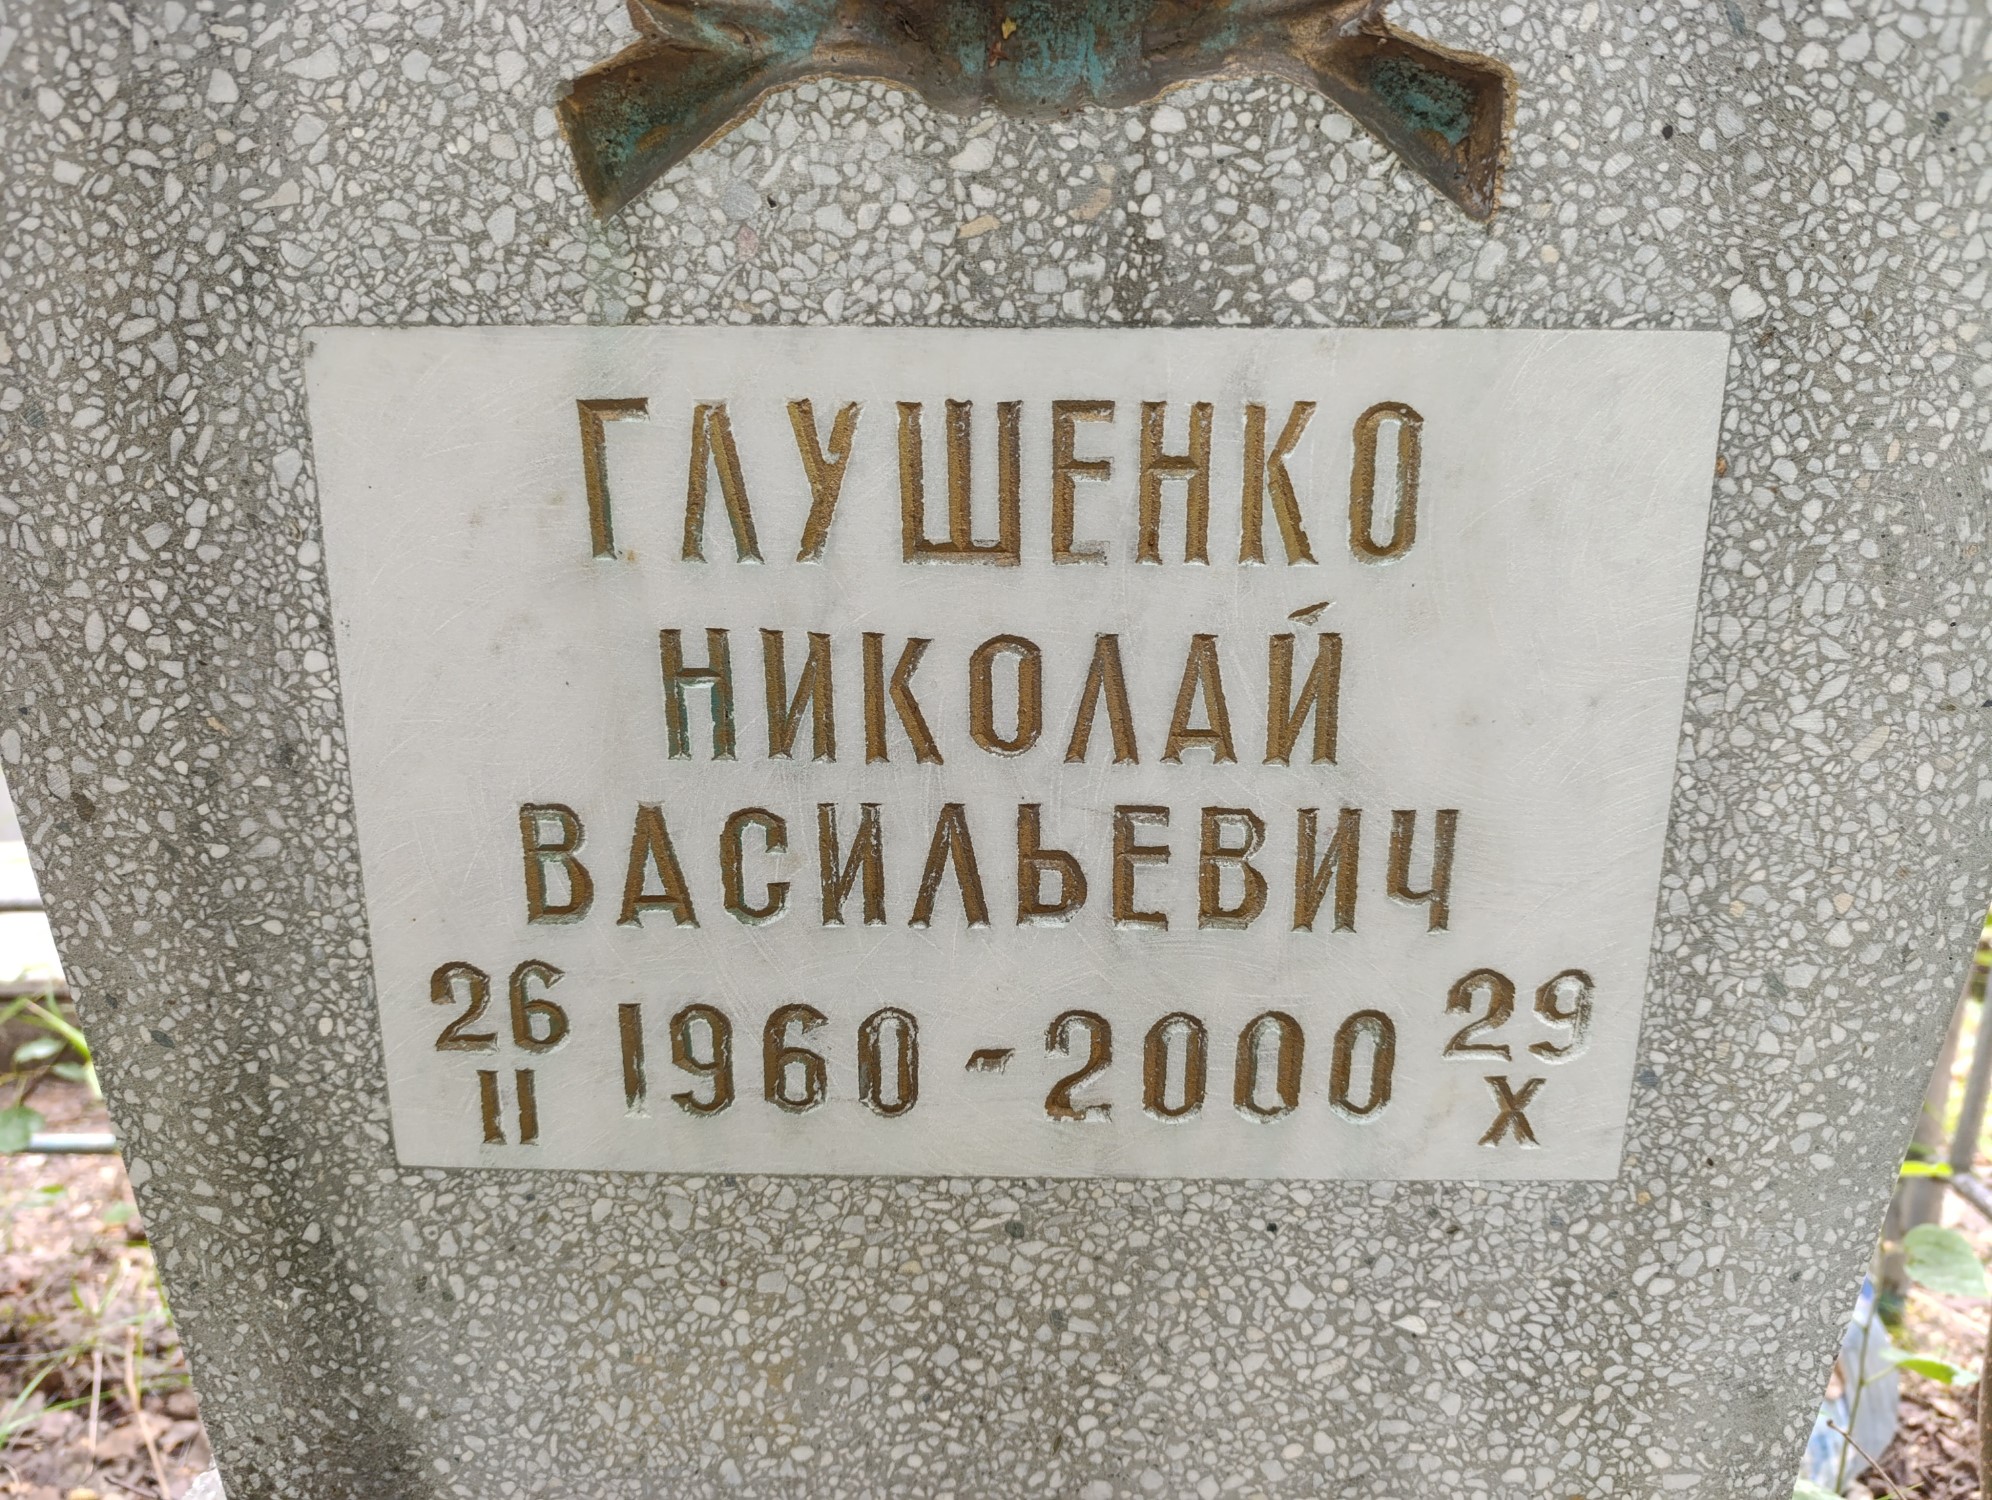 ГЛУШЕНКО
НИКОЛАЙ
ВАСИЛЬЕВИЧ
26 1960-2000 29
II X